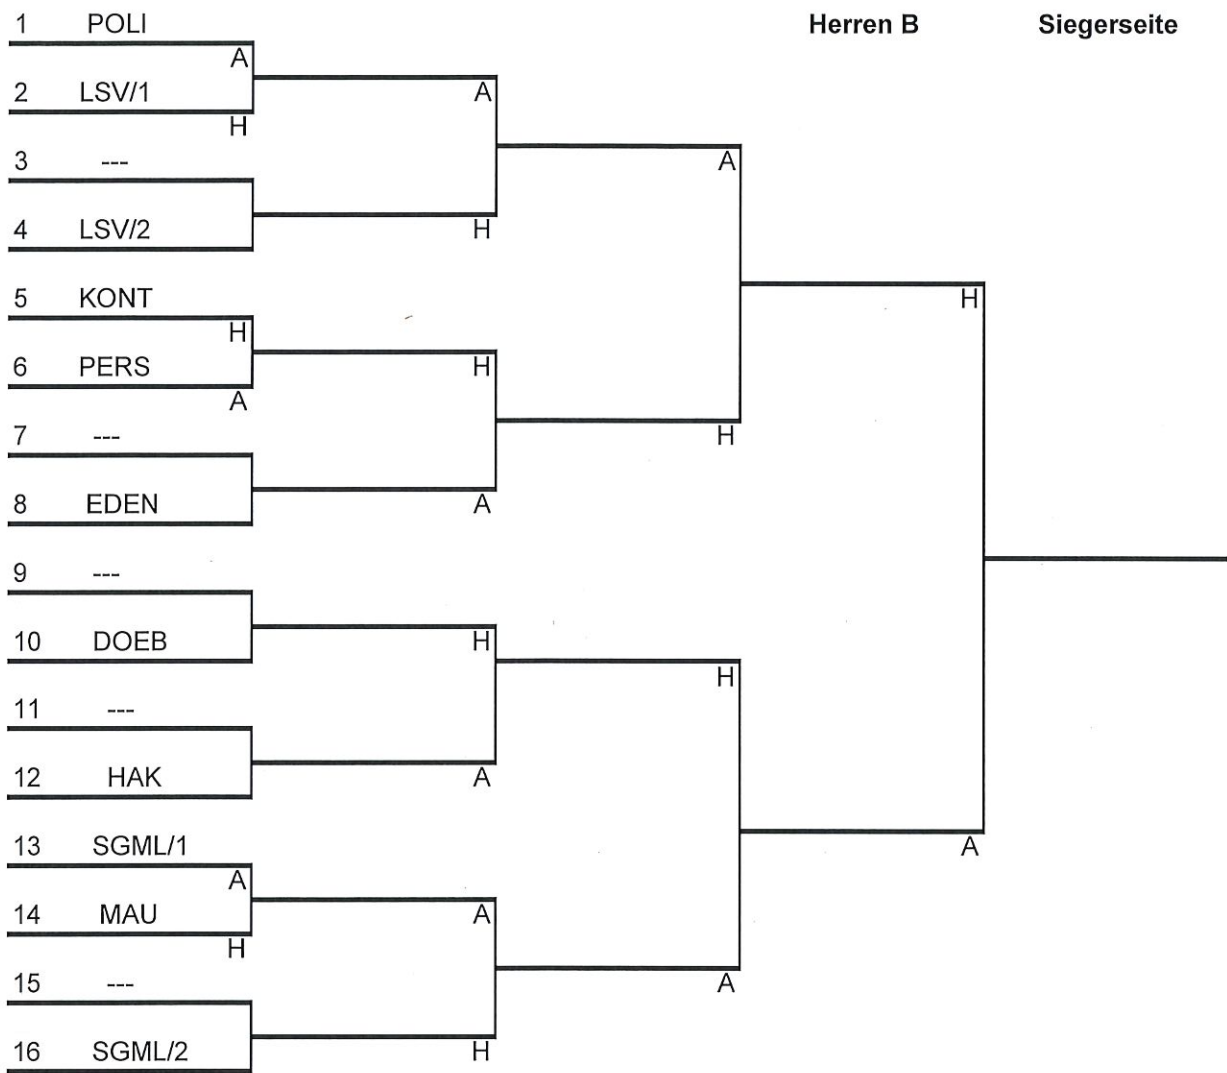 1 POLI Herren B Siegerseite
A
2 LSV/1 A
H
3 --- A
4 LSV/2 H
5 KONT H
H
6 PERS H
A
7 --- H
8 EDEN A
9 ---
10 DOEB H
11 --- H
12 HAK A
13 SGML/1 A
A
14 MAU A
H
15 --- A
16 SGML/2 H